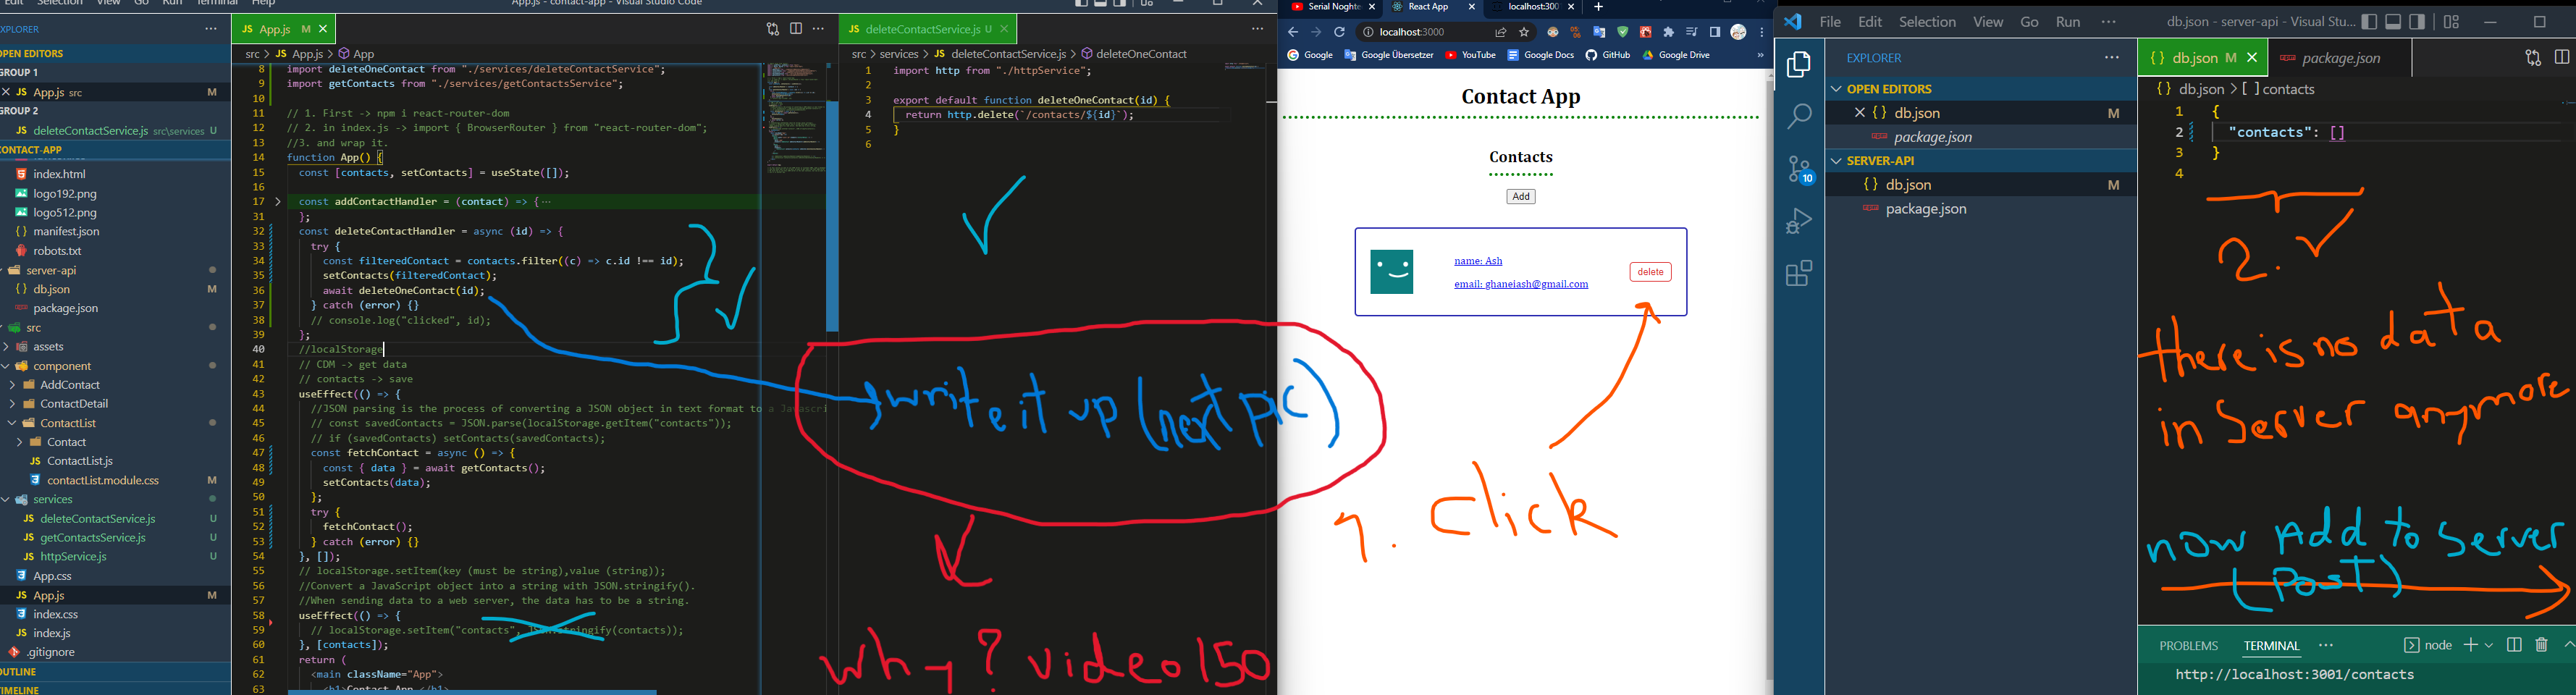 Edit Selection View Go Run Terminal Help
App.js - contact-app - Visual Studio Code
EXPLORER
OPEN EDITORS
GROUP 1
App.js src M
GROUP 2
deleteContactService.js src\services U
CONTACT-APP
index.html
logo192.png
logo512.png
manifest.json
robots.txt
server-api
db.json M
package.json
src
assets
component
AddContact
ContactDetail
ContactList
Contact
ContactList.js
contactList.module.css M
services
deleteContactService.js U
getContactsService.js U
httpService.js U
App.css
App.js M
index.css
index.js
.gitignore
OUTLINE
TIMELINE
App.js M
src > App.js > App
8 import deleteOneContact from "./services/deleteContactService";
9 import getContacts from "./services/getContactsService";
10
11 // 1. First -> npm i react-router-dom
12 // 2. in index.js -> import { BrowserRouter } from "react-router-dom";
13 //3. and wrap it.
14 function App() {
15 const [contacts, setContacts] = useState([]);
16
17 const addContactHandler = (contact) => {···
31 };
32 const deleteContactHandler = async (id) => {
33 try {
34 const filteredContact = contacts.filter((c) => c.id !== id);
35 setContacts(filteredContact);
36 await deleteOneContact(id);
37 } catch (error) {}
38 // console.log("clicked", id);
39 };
40 //localStorage
41 // CDM -> get data
42 // contacts -> save
43 useEffect(() => {
44 //JSON parsing is the process of converting a JSON object in text format to a Javascri
45 // const savedContacts = JSON.parse(localStorage.getItem("contacts"));
46 // if (savedContacts) setContacts(savedContacts);
47 const fetchContact = async () => {
48 const { data } = await getContacts();
49 setContacts(data);
50 };
51 try {
52 fetchContact();
53 } catch (error) {}
54 }, []);
55 // localStorage.setItem(key (must be string),value (string));
56 //Convert a JavaScript object into a string with JSON.stringify().
57 //When sending data to a web server, the data has to be a string.
58 useEffect(() => {
59 // localStorage.setItem("contacts", JSON.stringify(contacts));
60 }, [contacts]);
61 return (
62 <main className="App">
63 <h1>Contact App </h1>
deleteContactService.js U
src > services > deleteContactService.js > deleteOneContact
1 import http from "./httpService";
2
3 export default function deleteOneContact(id) {
4 return http.delete(`/contacts/${id}`);
5 }
6
write it up (next pic)
why? video 150
Serial Noghte
React App
localhost:300
localhost:3000
Google Google Übersetzer YouTube Google Docs GitHub Google Drive »
Contact App
Contacts
Add
name: Ash
email: ghaneiash@gmail.com
delete
1. click
File Edit Selection View Go Run ···
db.json - server-api - Visual Stu...
10
EXPLORER
OPEN EDITORS
db.json M
package.json
SERVER-API
db.json M
package.json
db.json M
package.json
db.json > [ ] contacts
1 {
2 "contacts": []
3 }
4
2.
there is no data
in Server anymore
now Add to Server
(Post)
PROBLEMS TERMINAL ··· node
http://localhost:3001/contacts